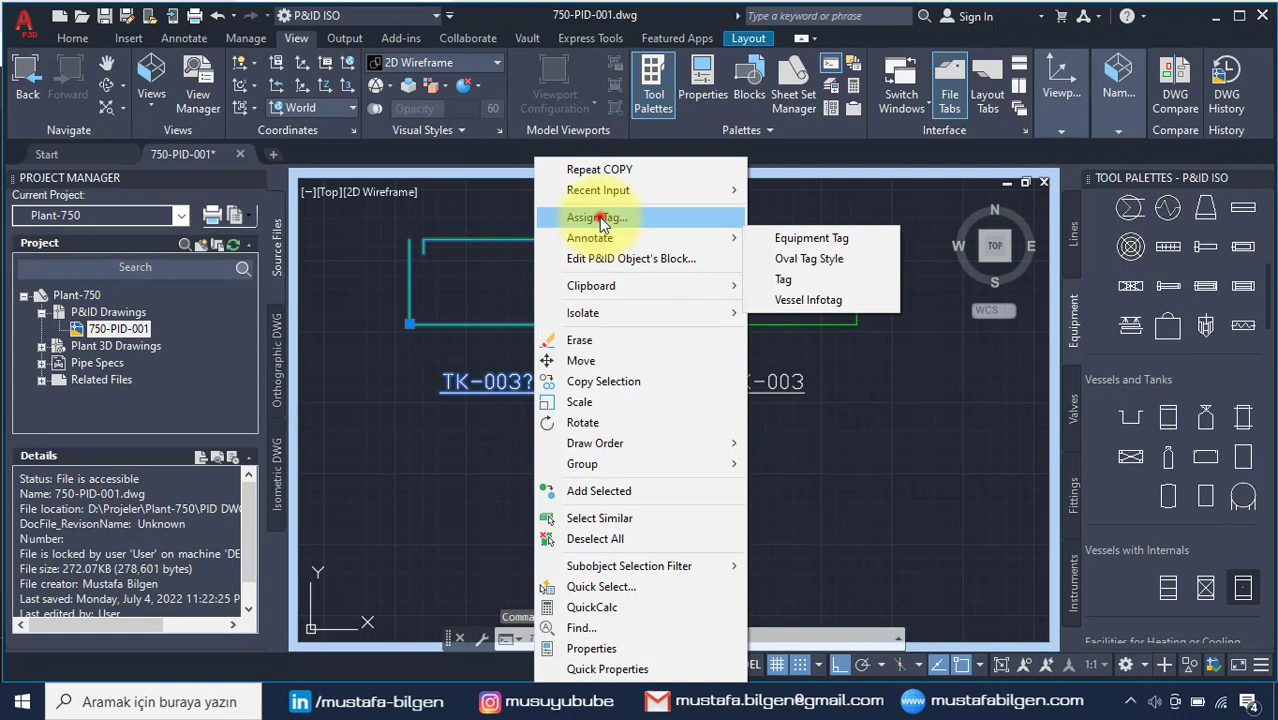 P&ID ISO
750-PID-001.dwg
Type a keyword or phrase
Sign In
A
P3D
Home
Insert
Annotate
Manage
View
Output
Add-ins
Collaborate
Vault
Express Tools
Featured Apps
Layout
Back
Forward
Navigate
Views
View
Manager
Views
World
Coordinates
2D Wireframe
Opacity
60
Visual Styles
Viewport
Configuration
Model Viewports
Tool
Palettes
Properties
Blocks
Sheet Set
Manager
Palettes
Switch
Windows
File
Tabs
Layout
Tabs
Interface
Viewp...
Nam...
DWG
Compare
Compare
DWG
History
History
Start
750-PID-001*
PROJECT MANAGER
Current Project:
Plant-750
Project
Search
Plant-750
P&ID Drawings
750-PID-001
Plant 3D Drawings
Pipe Specs
Related Files
Details
Status: File is accessible
Name: 750-PID-001.dwg
File location: D:\Projeler\Plant-750\PID DW
DocFile_RevisonName: Unknown
Number:
File is locked by user 'User' on machine 'DE
File size: 272.07KB (278,601 bytes)
File creator: Mustafa Bilgen
Last saved: Monday, July 4, 2022 11:22:25
Last edited by: User
Source Files
Orthographic DWG
Isometric DWG
[−][Top][2D Wireframe]
TK-003?
K-003
Y
X
Comma
N
W
TOP
E
S
WCS
Repeat COPY
Recent Input
Assign Tag...
Annotate
Edit P&ID Object's Block...
Clipboard
Isolate
Erase
Move
Copy Selection
Scale
Rotate
Draw Order
Group
Add Selected
Select Similar
Deselect All
Subobject Selection Filter
Quick Select...
QuickCalc
Find...
Properties
Quick Properties
Equipment Tag
Oval Tag Style
Tag
Vessel Infotag
TOOL PALETTES - P&ID ISO
Lines
Equipment
Valves
Fittings
Instruments
Vessels and Tanks
Vessels with Internals
Facilities for Heating or Cooling
1:1
Aramak için buraya yazın
in
/mustafa-bilgen
musuyubube
mustafa.bilgen@gmail.com
www
mustafa-bilgen.com
4